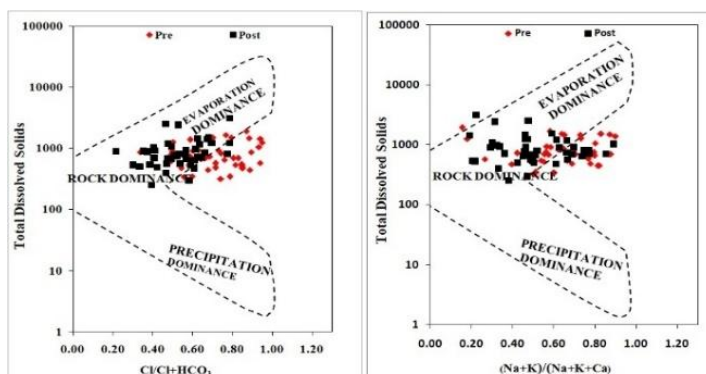 Pre Post
100000
10000
1000
100
10
1
Total Dissolved Solids
EVAPORATION
DOMINANCE
ROCK DOMINANCE
PRECIPITATION
DOMINANCE
0.00 0.20 0.40 0.60 0.80 1.00 1.20
Cl/Cl+HCO3
Pre Post
100000
10000
1000
100
10
1
Total Dissolved Solids
EVAPORATION
DOMINANCE
ROCK DOMINANCE
PRECIPITATION
DOMINANCE
0.00 0.20 0.40 0.60 0.80 1.00 1.20
(Na+K)/(Na+K+Ca)